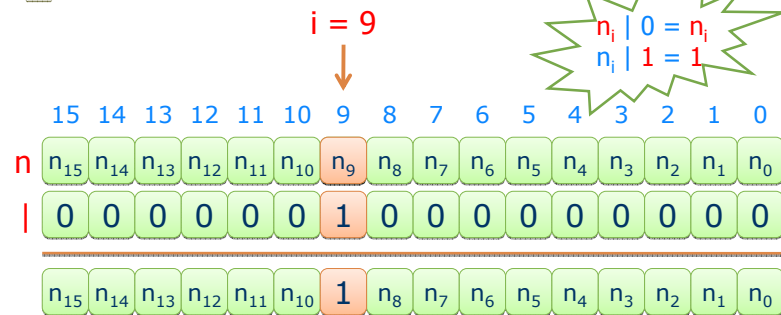 i = 9
nᵢ | 0 = nᵢ
nᵢ | 1 = 1
15 14 13 12 11 10 9 8 7 6 5 4 3 2 1 0
n n₁₅ n₁₄ n₁₃ n₁₂ n₁₁ n₁₀ n₉ n₈ n₇ n₆ n₅ n₄ n₃ n₂ n₁ n₀
| 0 0 0 0 0 0 1 0 0 0 0 0 0 0 0 0
n₁₅ n₁₄ n₁₃ n₁₂ n₁₁ n₁₀ 1 n₈ n₇ n₆ n₅ n₄ n₃ n₂ n₁ n₀